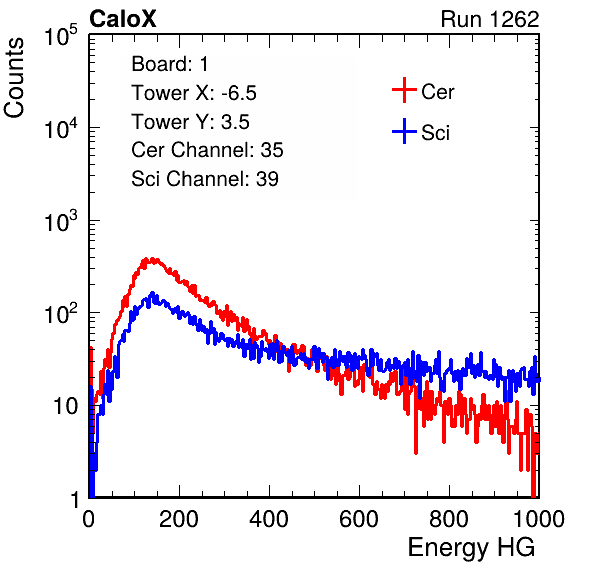 CaloX Run 1262
Counts
10^5
10^4
10^3
10^2
10
1
Board: 1
Tower X: -6.5
Tower Y: 3.5
Cer Channel: 35
Sci Channel: 39
Cer
Sci
0 200 400 600 800 1000
Energy HG